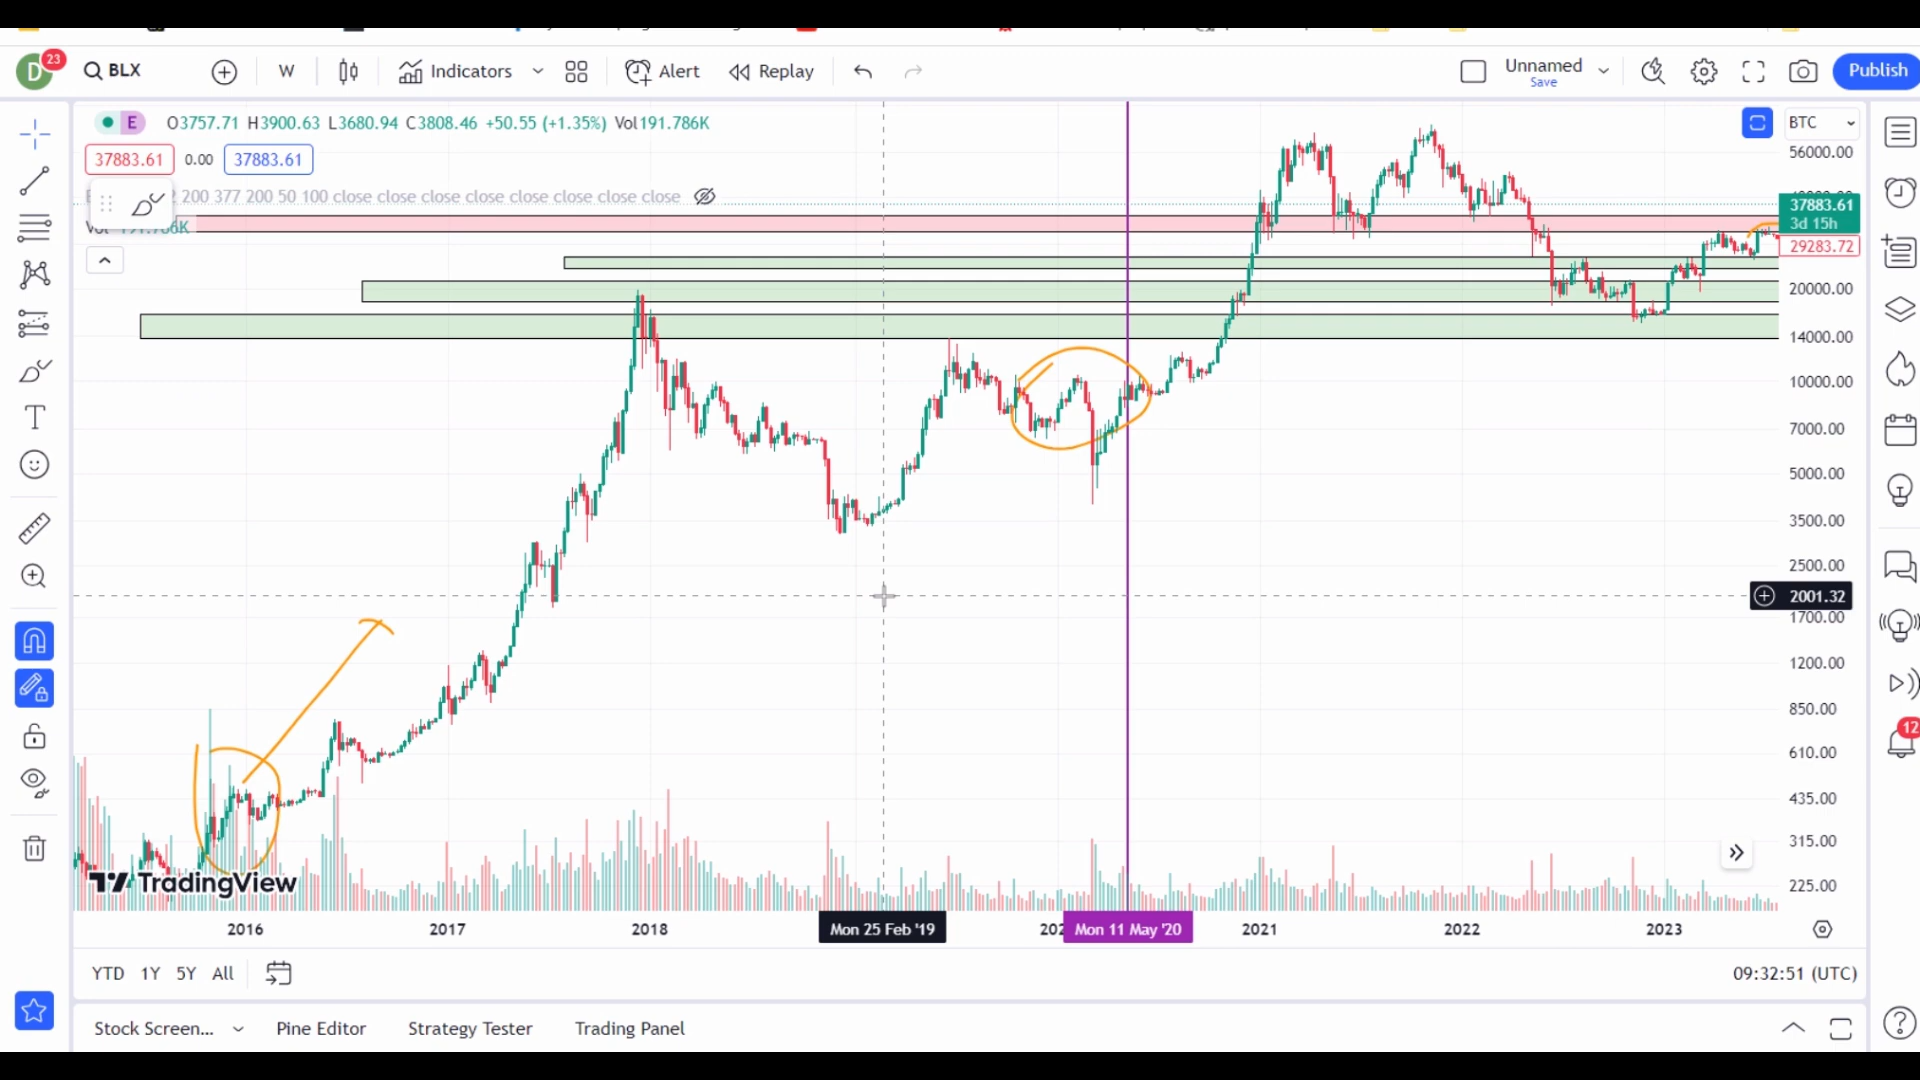 D 23 BLX W Indicators Alert Replay Unnamed Save Publish
E O3757.71 H3900.63 L3680.94 C3808.46 +50.55 (+1.35%) Vol191.786K BTC
56000.00
37883.61 0.00 37883.61
2 200 377 200 50 100 close close close close close close close close
37883.61
3d 15h
29283.72
20000.00
14000.00
10000.00
7000.00
5000.00
3500.00
2500.00
2001.32
1700.00
1200.00
850.00
12
610.00
435.00
315.00
TradingView
225.00
2016 2017 2018 Mon 25 Feb '19 Mon 11 May '20 2021 2022 2023
YTD 1Y 5Y All 09:32:51 (UTC)
Stock Screen... Pine Editor Strategy Tester Trading Panel